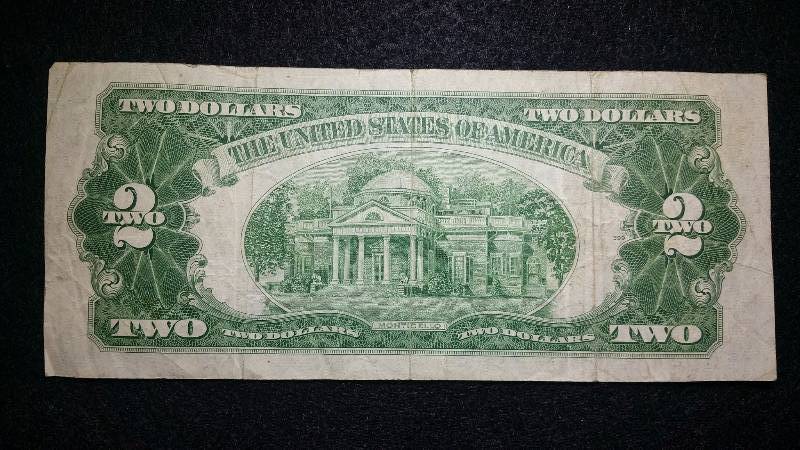 TWO DOLLARS
TWO DOLLARS
THE UNITED STATES OF AMERICA
2
TWO
2
TWO
TWO
TWO DOLLARS
MONTICELLO
TWO DOLLARS
TWO